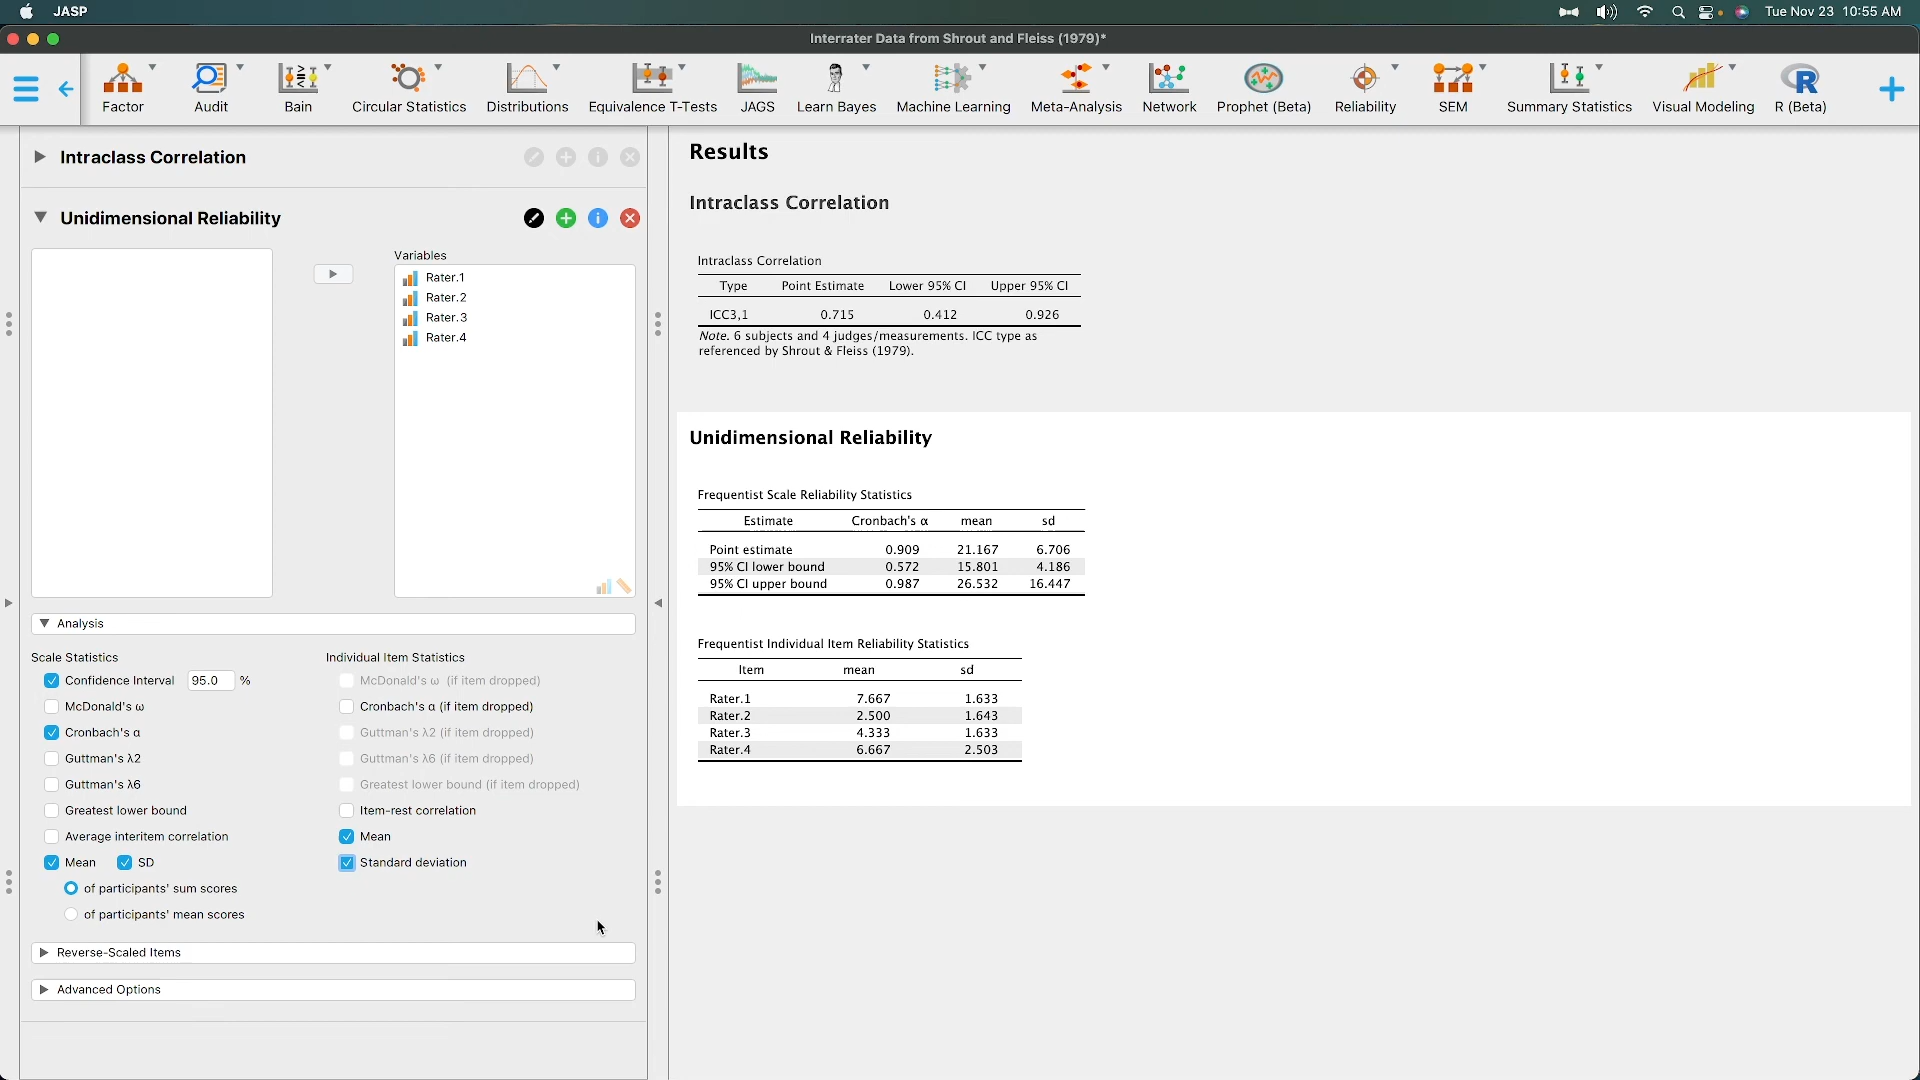 JASP
Tue Nov 23 10:55 AM
Interrater Data from Shrout and Fleiss (1979)*
Factor
Audit
Bain
Circular Statistics
Distributions
Equivalence T-Tests
JAGS
Learn Bayes
Machine Learning
Meta-Analysis
Network
Prophet (Beta)
Reliability
SEM
Summary Statistics
Visual Modeling
R (Beta)
Intraclass Correlation
Unidimensional Reliability
Variables
Rater.1
Rater.2
Rater.3
Rater.4
Analysis
Scale Statistics
Confidence Interval 95.0 %
McDonald's ω
Cronbach's α
Guttman's λ2
Guttman's λ6
Greatest lower bound
Average interitem correlation
Mean SD
of participants' sum scores
of participants' mean scores
Individual Item Statistics
McDonald's ω (if item dropped)
Cronbach's α (if item dropped)
Guttman's λ2 (if item dropped)
Guttman's λ6 (if item dropped)
Greatest lower bound (if item dropped)
Item-rest correlation
Mean
Standard deviation
Reverse-Scaled Items
Advanced Options
Results
Intraclass Correlation
Intraclass Correlation
Type Point Estimate Lower 95% CI Upper 95% CI
ICC3,1 0.715 0.412 0.926
Note. 6 subjects and 4 judges/measurements. ICC type as
referenced by Shrout & Fleiss (1979).
Unidimensional Reliability
Frequentist Scale Reliability Statistics
Estimate Cronbach's α mean sd
Point estimate 0.909 21.167 6.706
95% CI lower bound 0.572 15.801 4.186
95% CI upper bound 0.987 26.532 16.447
Frequentist Individual Item Reliability Statistics
Item mean sd
Rater.1 7.667 1.633
Rater.2 2.500 1.643
Rater.3 4.333 1.633
Rater.4 6.667 2.503